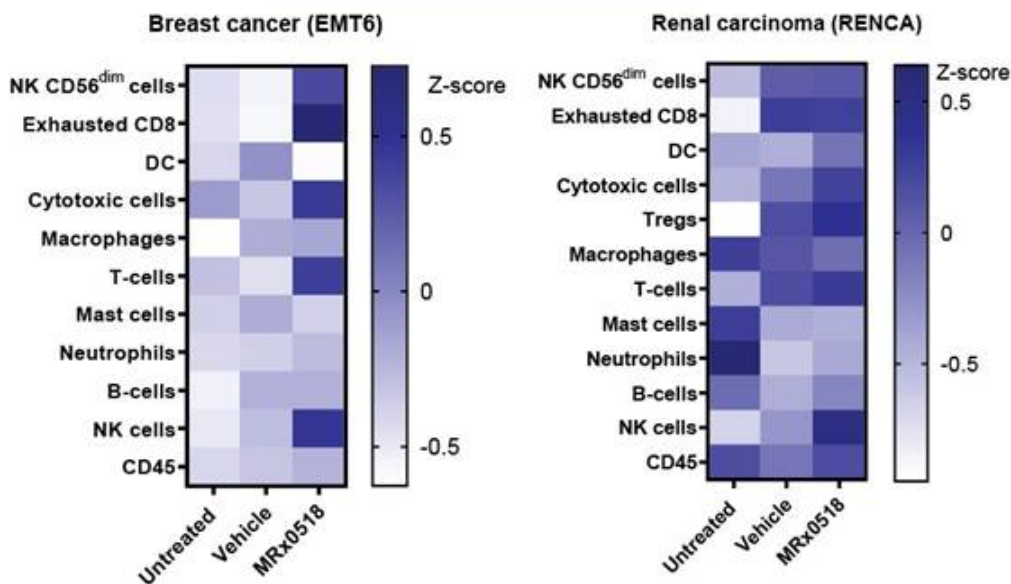 Breast cancer (EMT6)
NK CD56dim cells
Exhausted CD8
DC
Cytotoxic cells
Macrophages
T-cells
Mast cells
Neutrophils
B-cells
NK cells
CD45
Untreated
Vehicle
MRx0518
Z-score
0.5
0
-0.5
Renal carcinoma (RENCA)
NK CD56dim cells
Exhausted CD8
DC
Cytotoxic cells
Tregs
Macrophages
T-cells
Mast cells
Neutrophils
B-cells
NK cells
CD45
Untreated
Vehicle
MRx0518
Z-score
0.5
0
-0.5